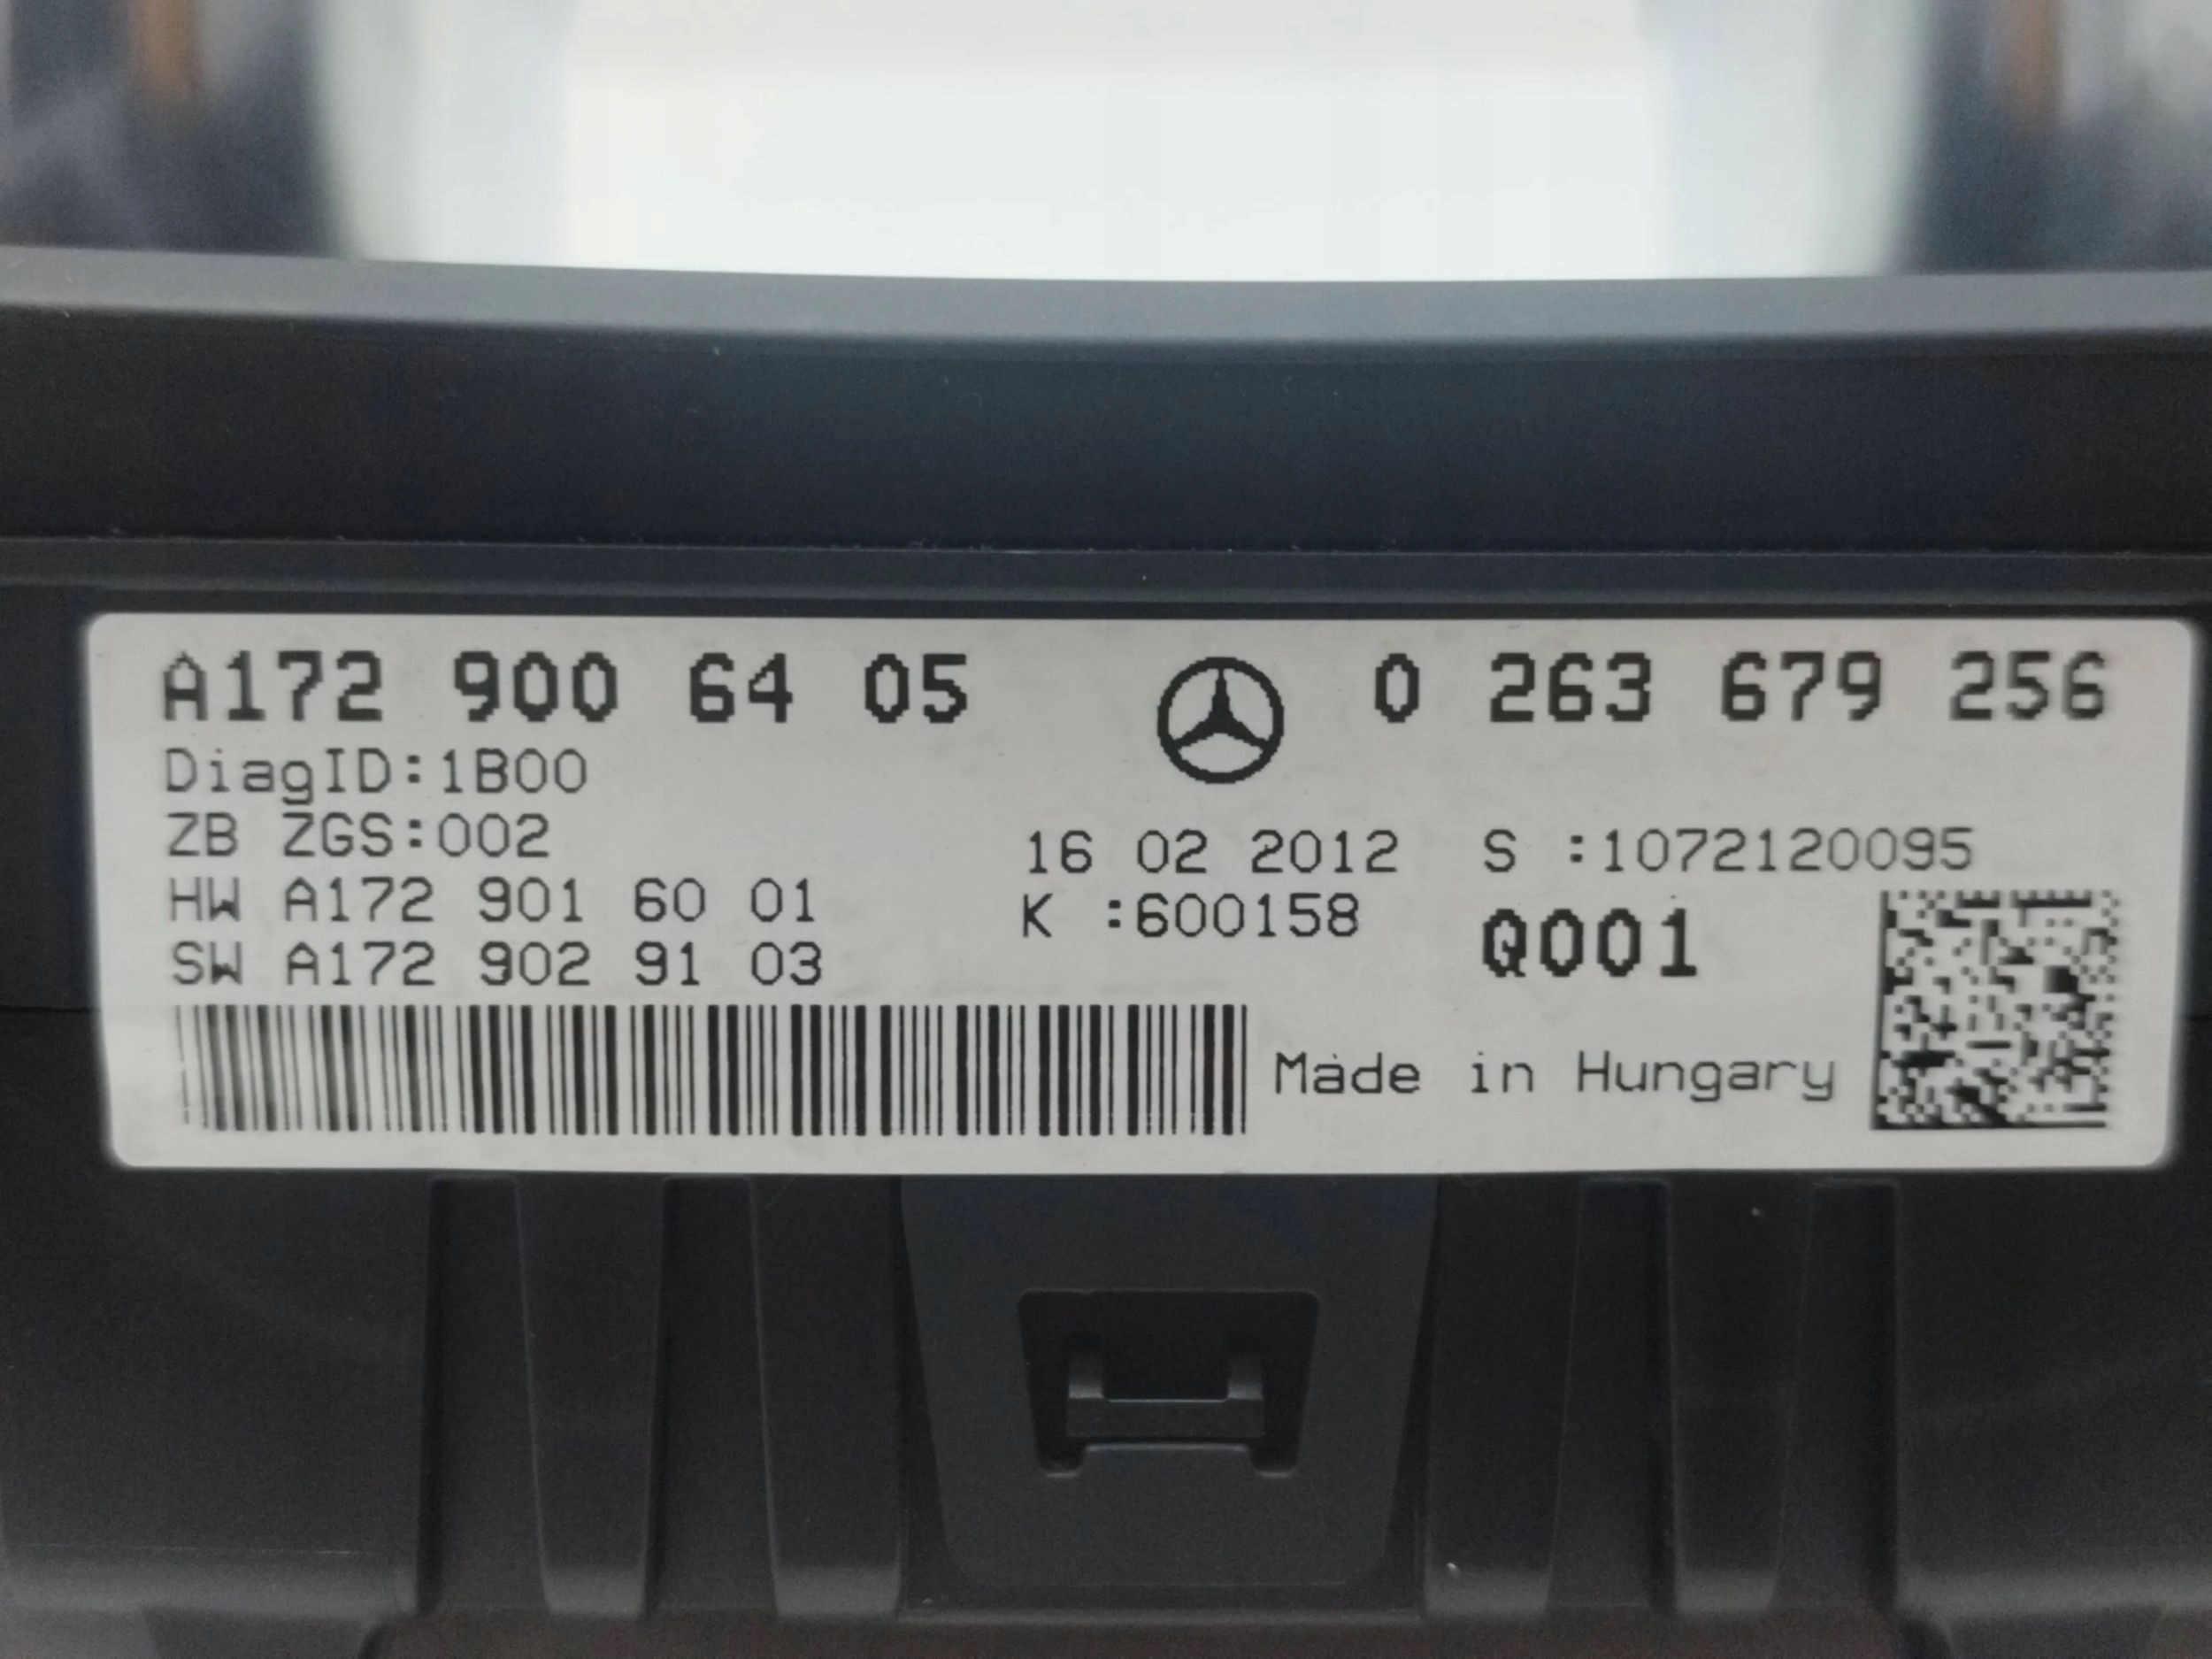 A172 900 64 05
0 263 679 256
DiagID:1B00
ZB ZGS:002
16 02 2012 S :1072120095
HW A172 901 60 01
K :600158
Q001
SW A172 902 91 03
Made in Hungary